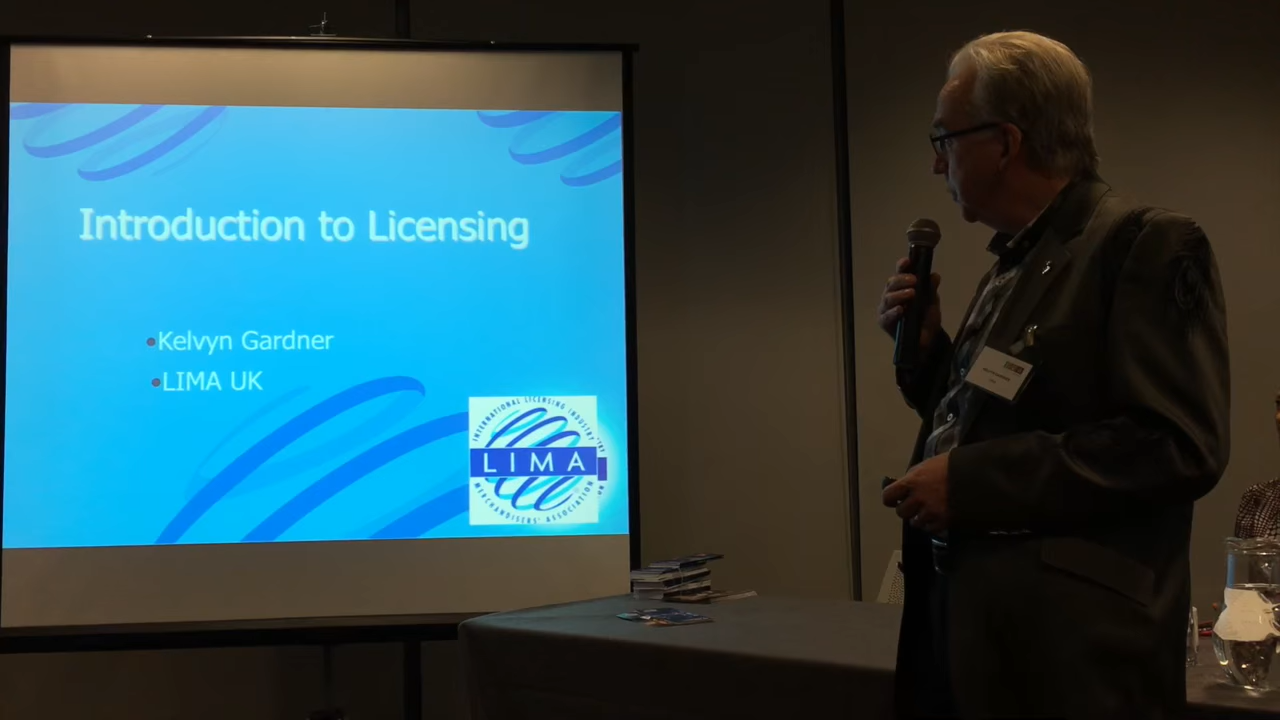 Introduction to Licensing
•Kelvyn Gardner
•LIMA UK
INTERNATIONAL LICENSING INDUSTRY
LIMA
MERCHANDISERS' ASSOCIATION